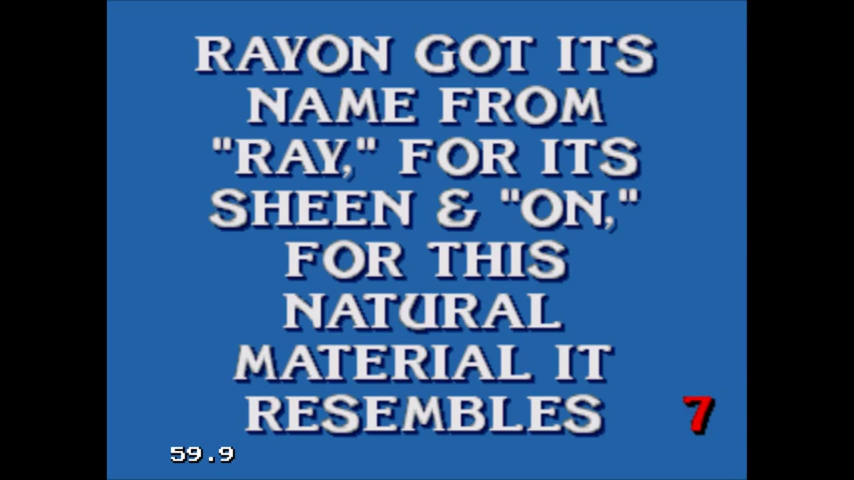 RAYON GOT ITS
NAME FROM
"RAY," FOR ITS
SHEEN & "ON,"
FOR THIS
NATURAL
MATERIAL IT
RESEMBLES
7
59.9